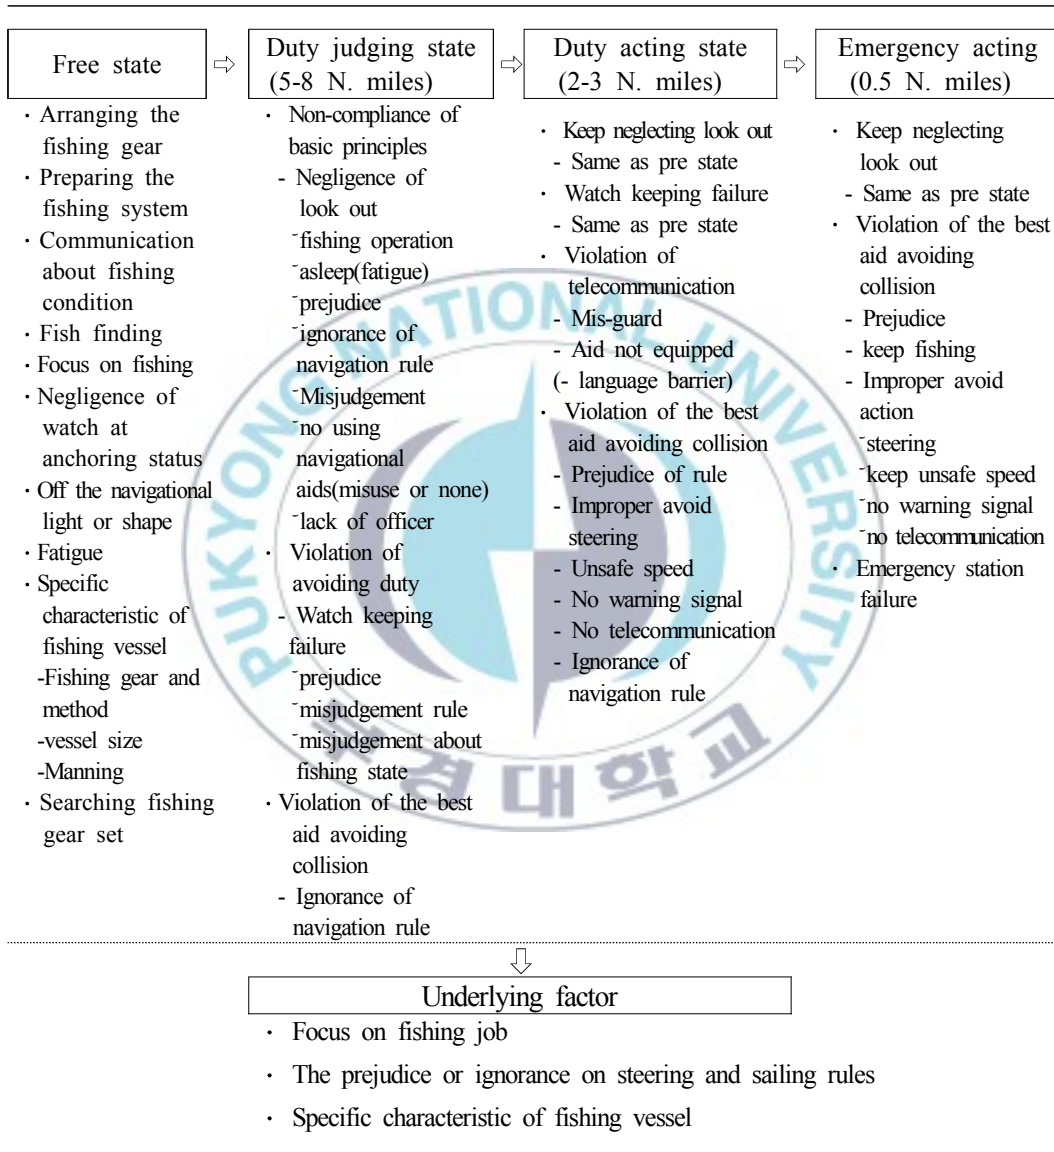 Free state
⇨
Duty judging state
(5-8 N. miles)
⇨
Duty acting state
(2-3 N. miles)
⇨
Emergency acting
(0.5 N. miles)
· Arranging the
fishing gear
· Preparing the
fishing system
· Communication
about fishing
condition
· Fish finding
· Focus on fishing
· Negligence of
watch at
anchoring status
· Off the navigational
light or shape
· Fatigue
· Specific
characteristic of
fishing vessel
-Fishing gear and
method
-vessel size
-Manning
· Searching fishing
gear set
· Non-compliance of
basic principles
- Negligence of
look out
˘fishing operation
˘asleep(fatigue)
˘prejudice
˘ignorance of
navigation rule
˘Misjudgement
˘no using
navigational
aids(misuse or none)
˘lack of officer
· Violation of
avoiding duty
- Watch keeping
failure
˘prejudice
˘misjudgement rule
˘misjudgement about
fishing state
· Violation of the best
aid avoiding
collision
- Ignorance of
navigation rule
· Keep neglecting look out
- Same as pre state
· Watch keeping failure
- Same as pre state
· Violation of
telecommunication
- Mis-guard
- Aid not equipped
(- language barrier)
· Violation of the best
aid avoiding collision
- Prejudice of rule
- Improper avoid
steering
- Unsafe speed
- No warning signal
- No telecommunication
- Ignorance of
navigation rule
· Keep neglecting
look out
- Same as pre state
· Violation of the best
aid avoiding
collision
- Prejudice
- keep fishing
- Improper avoid
action
˘steering
˘keep unsafe speed
˘no warning signal
˘no telecommunication
· Emergency station
failure
⇩
Underlying factor
· Focus on fishing job
· The prejudice or ignorance on steering and sailing rules
· Specific characteristic of fishing vessel
PUKYONG NATIONAL UNIVERSITY
부경대학교